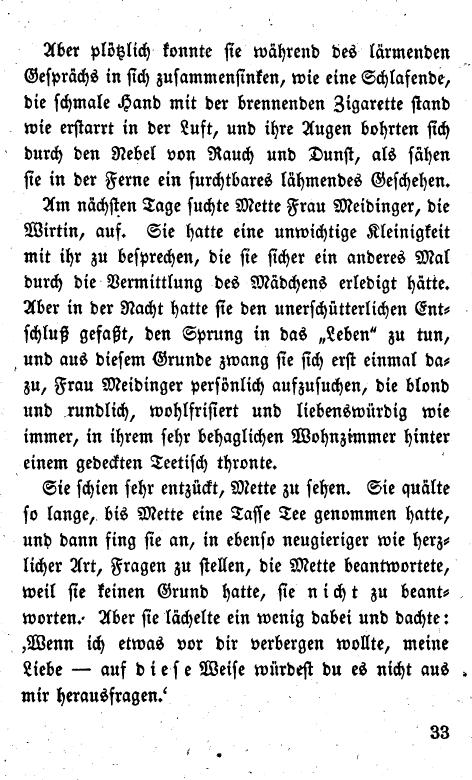 Aber plötzlich konnte sie während des lärmenden
Gesprächs in sich zusammensinken, wie eine Schlafende,
die schmale Hand mit der brennenden Zigarette stand
wie erstarrt in der Luft, und ihre Augen bohrten sich
durch den Nebel von Rauch und Dunst, als sähen
sie in der Ferne ein furchtbares lähmendes Geschehen.
Am nächsten Tage suchte Mette Frau Meidinger, die
Wirtin, auf. Sie hatte eine unwichtige Kleinigkeit
mit ihr zu besprechen, die sie sicher ein anderes Mal
durch die Vermittlung des Mädchens erledigt hätte.
Aber in der Nacht hatte sie den unerschütterlichen Ent-
schluß gefaßt, den Sprung in das „Leben“ zu tun,
und aus diesem Grunde zwang sie sich erst einmal da-
zu, Frau Meidinger persönlich aufzusuchen, die blond
und rundlich, wohlfrisiert und liebenswürdig wie
immer, in ihrem sehr behaglichen Wohnzimmer hinter
einem gedeckten Teetisch thronte.
Sie schien sehr entzückt, Mette zu sehen. Sie quälte
so lange, bis Mette eine Tasse Tee genommen hatte,
und dann fing sie an, in ebenso neugieriger wie herz-
licher Art, Fragen zu stellen, die Mette beantwortete,
weil sie keinen Grund hatte, sie nicht zu beant-
worten. Aber sie lächelte ein wenig dabei und dachte:
‚Wenn ich etwas vor dir verbergen wollte, meine
Liebe — auf diese Weise würdest du es nicht aus
mir herausfragen.‘
33